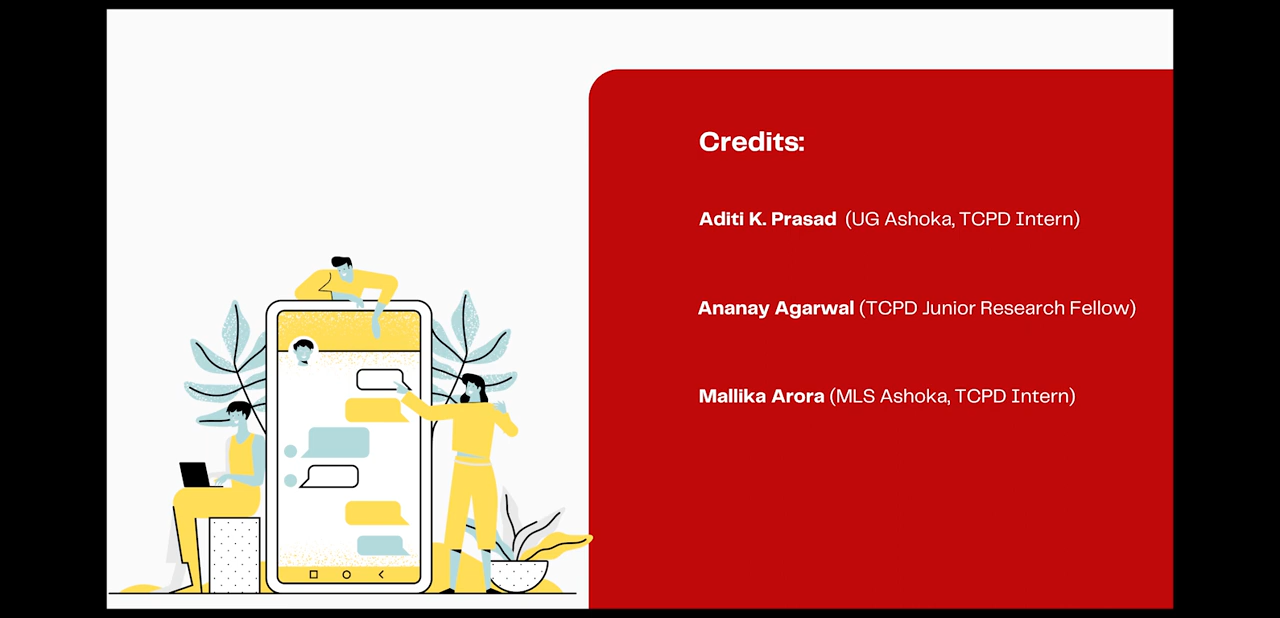 Credits:
Aditi K. Prasad (UG Ashoka, TCPD Intern)
Ananay Agarwal (TCPD Junior Research Fellow)
Mallika Arora (MLS Ashoka, TCPD Intern)